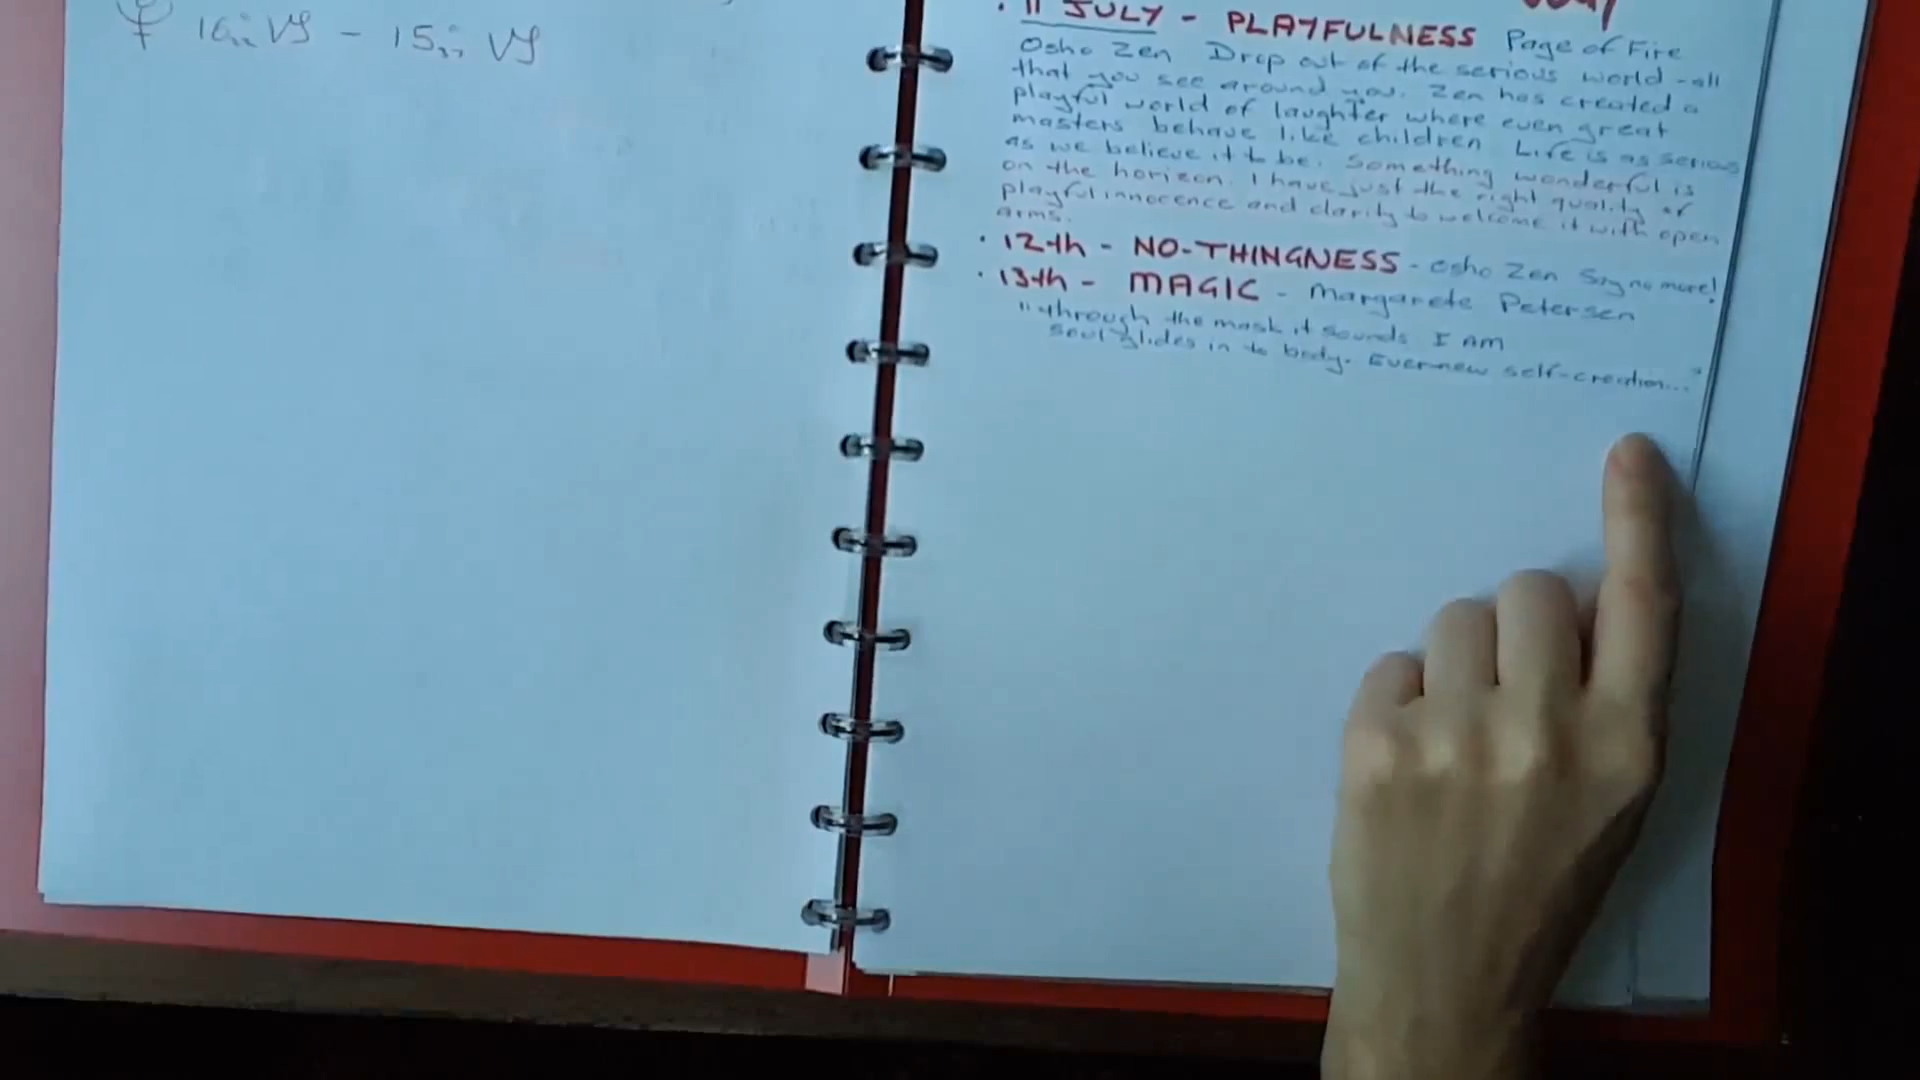 ♀ 16 ♑ - 15 ♑
• 11 JULY - PLAYFULNESS Page of Fire
Osho Zen Drop out of the serious world - all
that you see around you. Zen has created a
playful world of laughter where even great
masters behave like children. Life is as serious
as we believe it to be. Something wonderful is
on the horizon. I have just the right quality of
playful innocence and clarity to welcome it with open
arms.
• 12th - NO-THINGNESS - Osho Zen Say no more!
• 13th - MAGIC - Margarete Petersen
"through the mask it sounds I AM
soul glides in to body. Ever-new self-creation..."